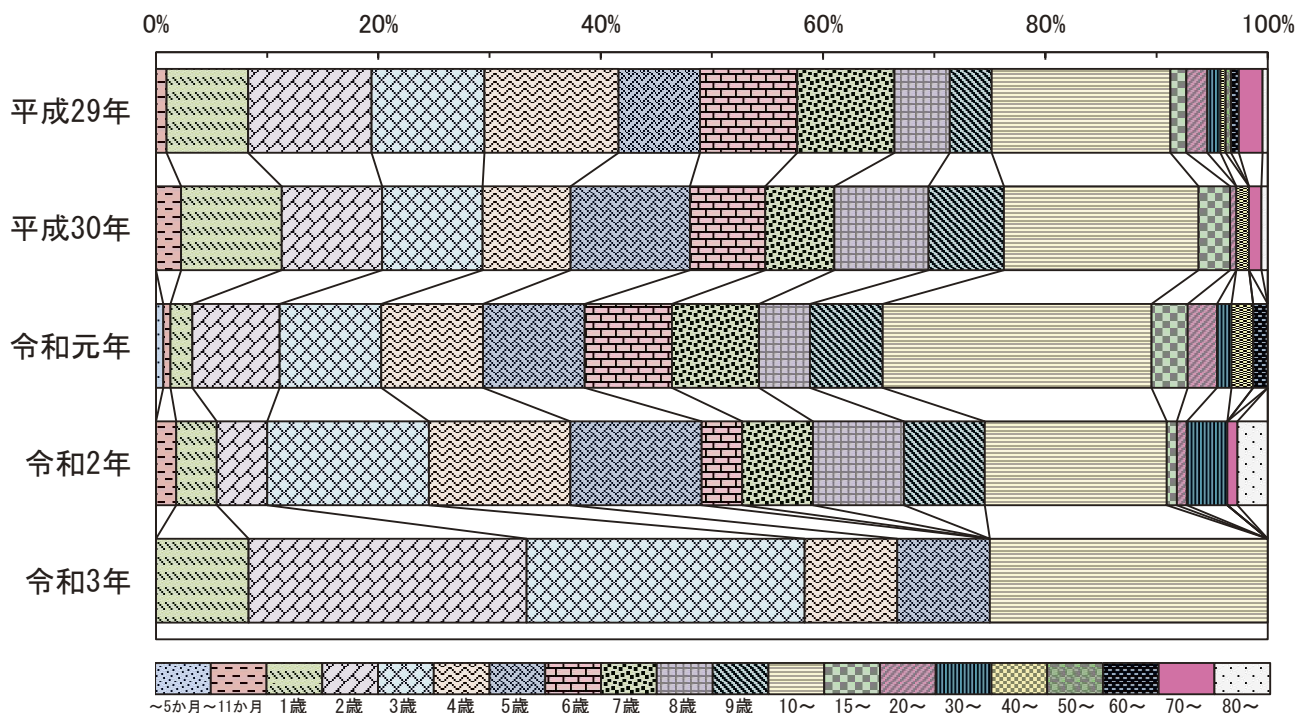 0% 20% 40% 60% 80% 100%
平成29年
平成30年
令和元年
令和2年
令和3年
～5か月 ～11か月 1歳 2歳 3歳 4歳 5歳 6歳 7歳 8歳 9歳 10～ 15～ 20～ 30～ 40～ 50～ 60～ 70～ 80～